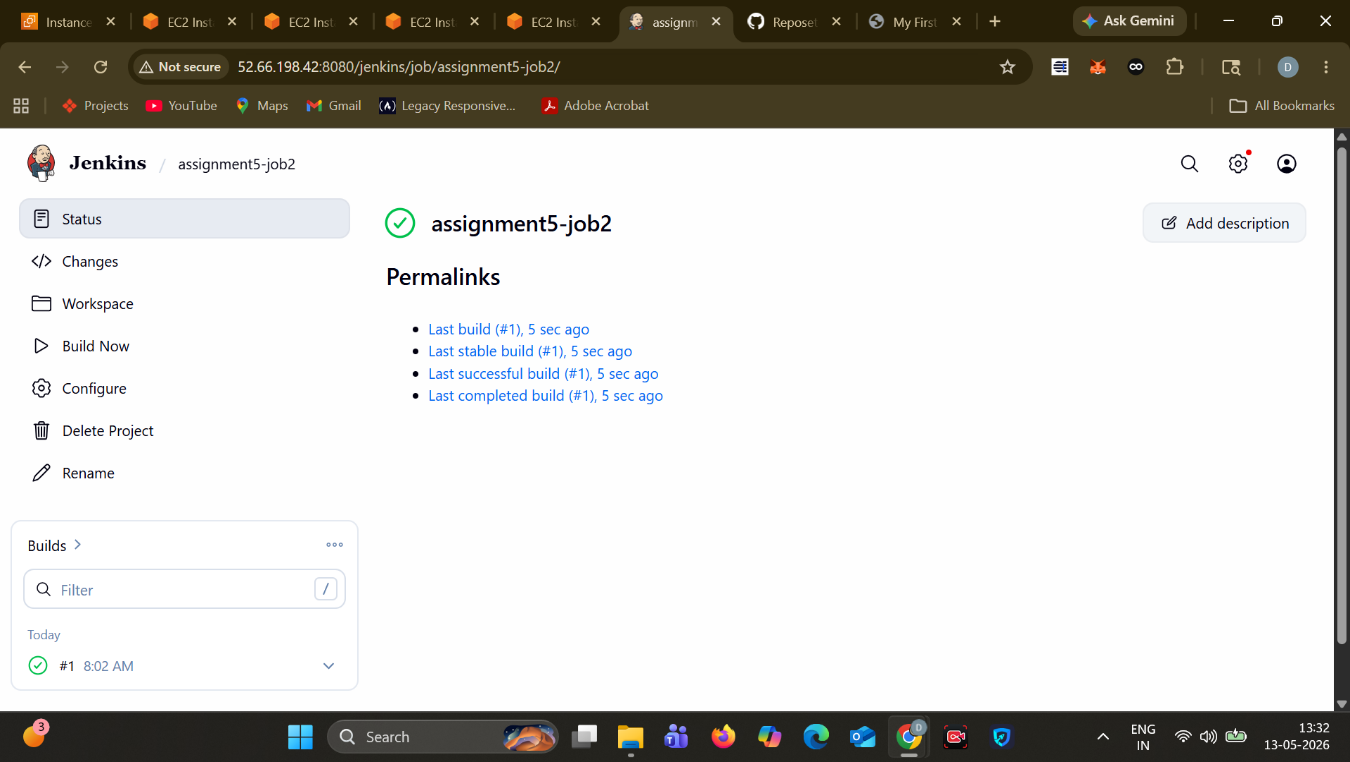 Instance
EC2 Inst
EC2 Inst
EC2 Inst
EC2 Inst
assignm
Reposet
My First
Ask Gemini
Not secure
52.66.198.42:8080/jenkins/job/assignment5-job2/
D
Projects
YouTube
Maps
Gmail
Legacy Responsive...
Adobe Acrobat
All Bookmarks
Jenkins / assignment5-job2
Status
Changes
Workspace
Build Now
Configure
Delete Project
Rename
assignment5-job2
Add description
Permalinks
Last build (#1), 5 sec ago
Last stable build (#1), 5 sec ago
Last successful build (#1), 5 sec ago
Last completed build (#1), 5 sec ago
Builds
Filter
/
Today
#1 8:02 AM
3
Search
D
ENG
IN
13:32
13-05-2026